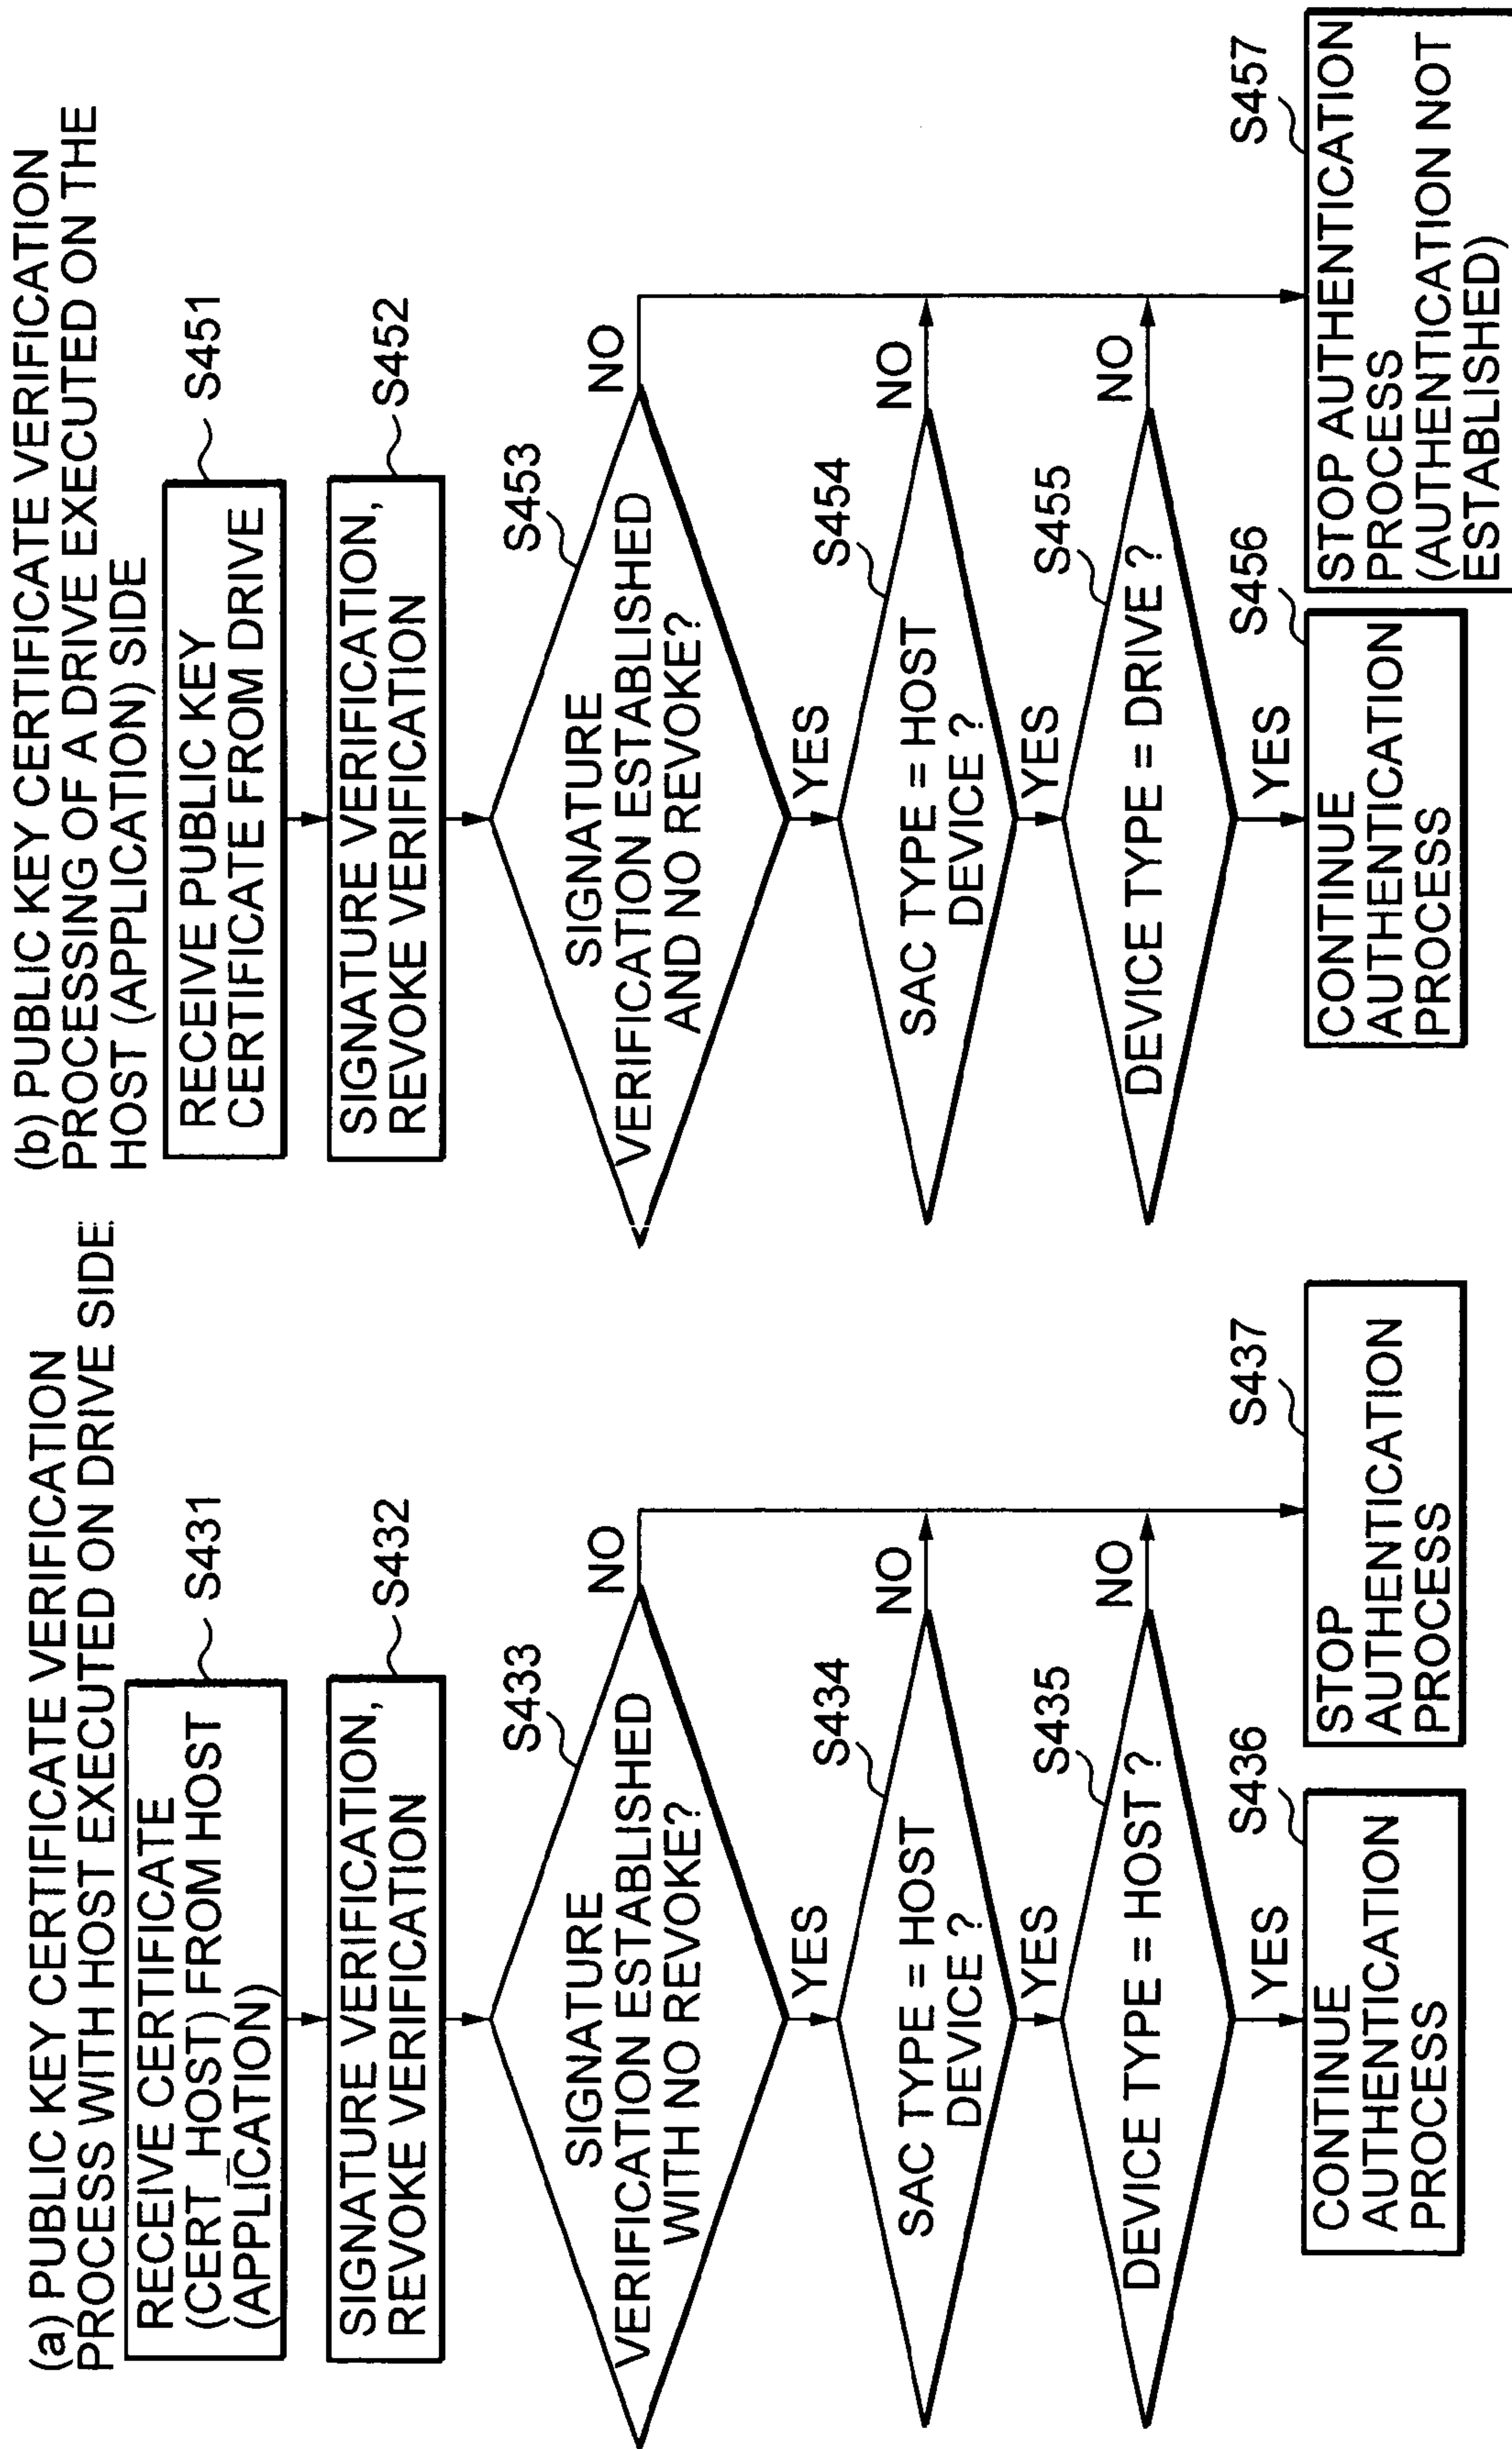 (a) PUBLIC KEY CERTIFICATE VERIFICATION
PROCESS WITH HOST EXECUTED ON DRIVE SIDE:
RECEIVE CERTIFICATE
(CERT_HOST) FROM HOST
(APPLICATION)
S431
SIGNATURE VERIFICATION,
REVOKE VERIFICATION
S432
SIGNATURE
VERIFICATION ESTABLISHED
WITH NO REVOKE?
S433
NO
YES
SAC TYPE = HOST
DEVICE ?
S434
NO
YES
DEVICE TYPE = HOST ?
S435
NO
YES
CONTINUE
AUTHENTICATION
PROCESS
S436
STOP
AUTHENTICATION
PROCESS
S437
(b) PUBLIC KEY CERTIFICATE VERIFICATION
PROCESSING OF A DRIVE EXECUTED ON THE
HOST (APPLICATION) SIDE
RECEIVE PUBLIC KEY
CERTIFICATE FROM DRIVE
S451
SIGNATURE VERIFICATION,
REVOKE VERIFICATION
S452
SIGNATURE
VERIFICATION ESTABLISHED
AND NO REVOKE?
S453
NO
YES
SAC TYPE = HOST
DEVICE ?
S454
NO
YES
DEVICE TYPE = DRIVE ?
S455
NO
YES
CONTINUE
AUTHENTICATION
PROCESS
S456
STOP AUTHENTICATION
PROCESS
(AUTHENTICATION NOT
ESTABLISHED)
S457